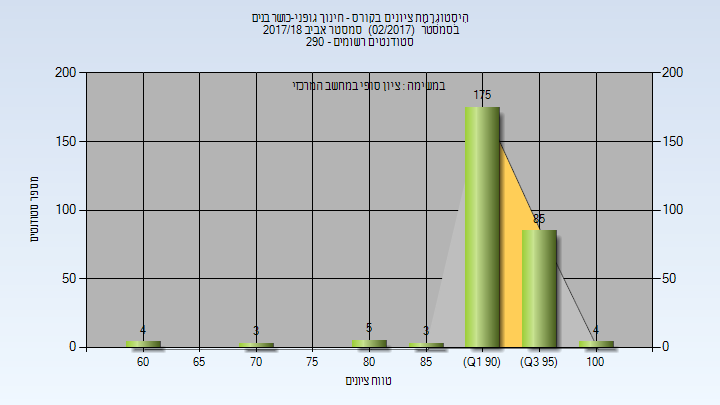 היסטוגרמת ציונים בקורס - חינוך גופני-כושר בנים
בסמסטר (02/2017) סמסטר אביב 2017/18
סטודנטים רשומים - 290
במשימה : ציון סופי במחשב המרכזי
200 200
175
150 150
מספר סטודנטים
100 100
85
50 50
4 3 5 3 4
0 0
60 65 70 75 80 85 (Q1 90) (Q3 95) 100
טווח ציונים